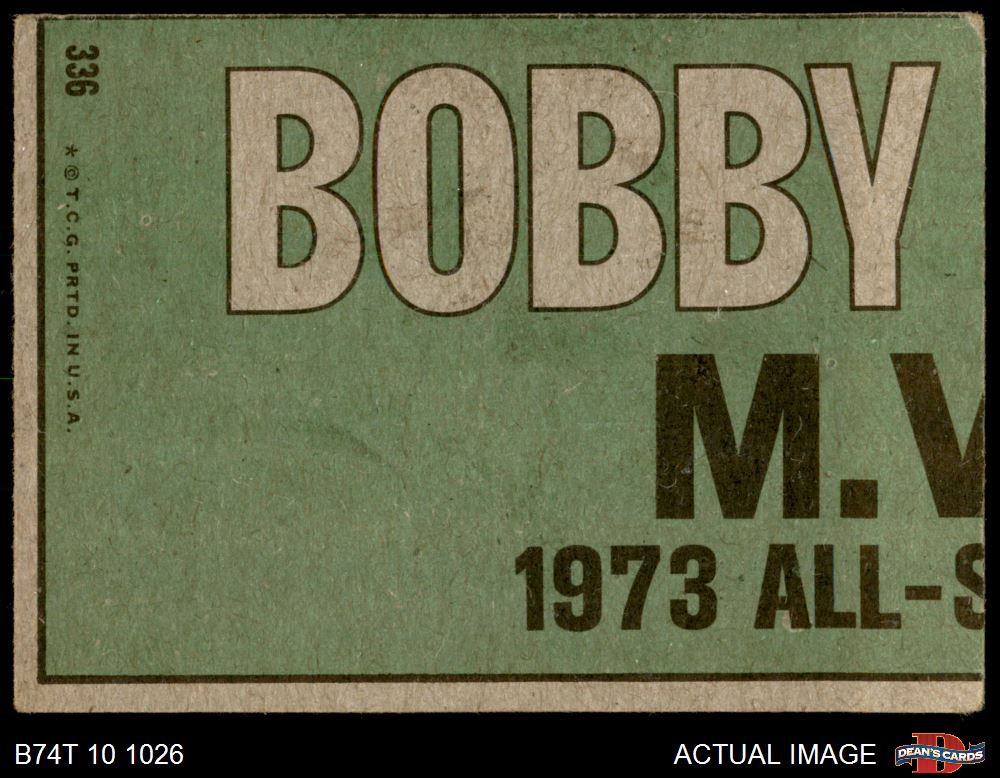 336
* © T.C.G. PRTD. IN U.S.A.
BOBBY
M.V
1973 ALL-S
B74T 10 1026
ACTUAL IMAGE
DEAN'S CARDS